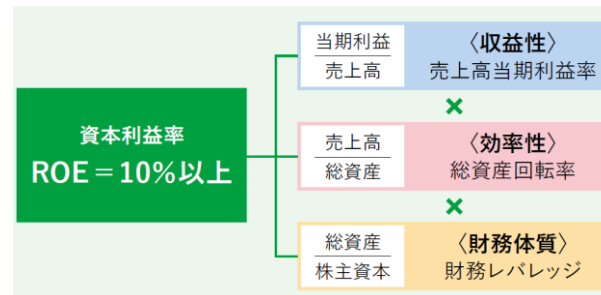 資本利益率
ROE＝10%以上
当期利益
売上高
〈収益性〉
売上高当期利益率
×
売上高
総資産
〈効率性〉
総資産回転率
×
総資産
株主資本
〈財務体質〉
財務レバレッジ